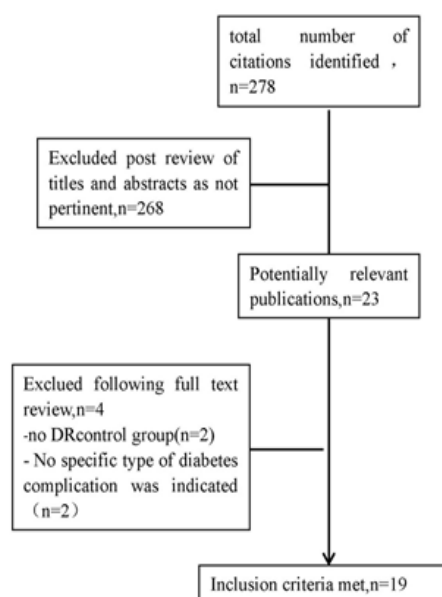 total number of
citations identified ，
n=278
Excluded post review of
titles and abstracts as not
pertinent,n=268
Potentially relevant
publications,n=23
Exclued following full text
review,n=4
-no DRcontrol group(n=2)
- No specific type of diabetes
complication was indicated
（n=2）
Inclusion criteria met,n=19